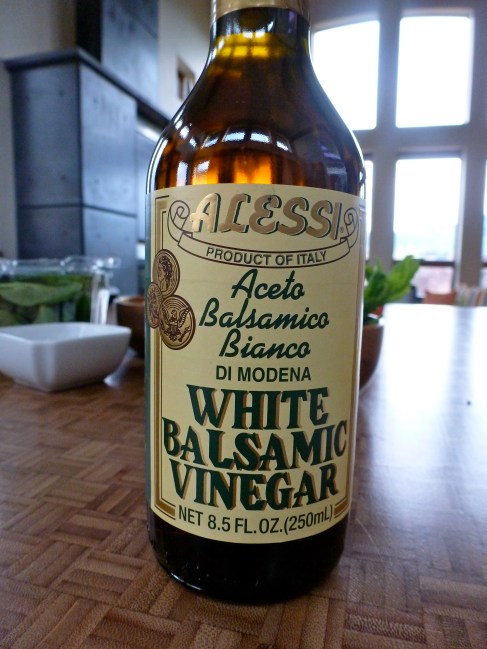 ALESSI®
PRODUCT OF ITALY
Aceto
Balsamico
Bianco
DI MODENA
WHITE
BALSAMIC
VINEGAR
NET 8.5 FL.OZ.(250mL)